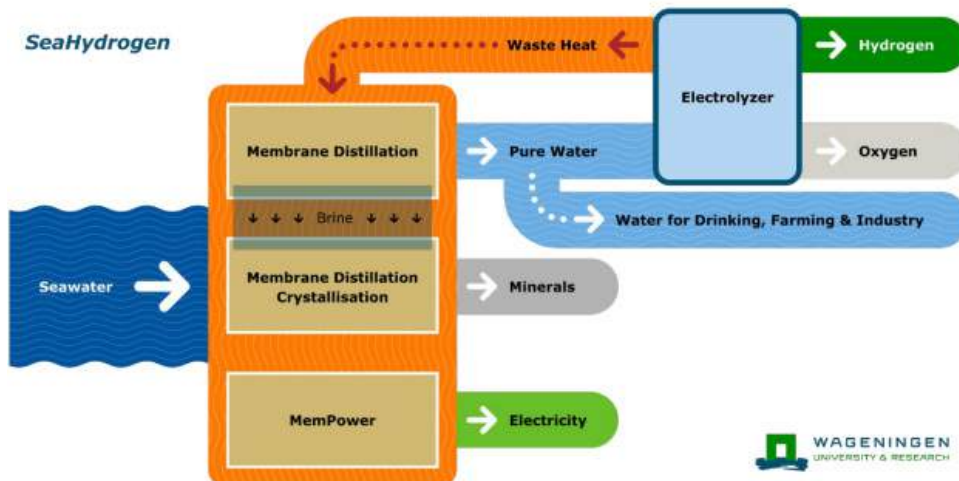 SeaHydrogen
Waste Heat
Hydrogen
Electrolyzer
Membrane Distillation
Pure Water
Oxygen
Brine
Water for Drinking, Farming & Industry
Seawater
Membrane Distillation
Crystallisation
Minerals
MemPower
Electricity
WAGENINGEN
UNIVERSITY & RESEARCH